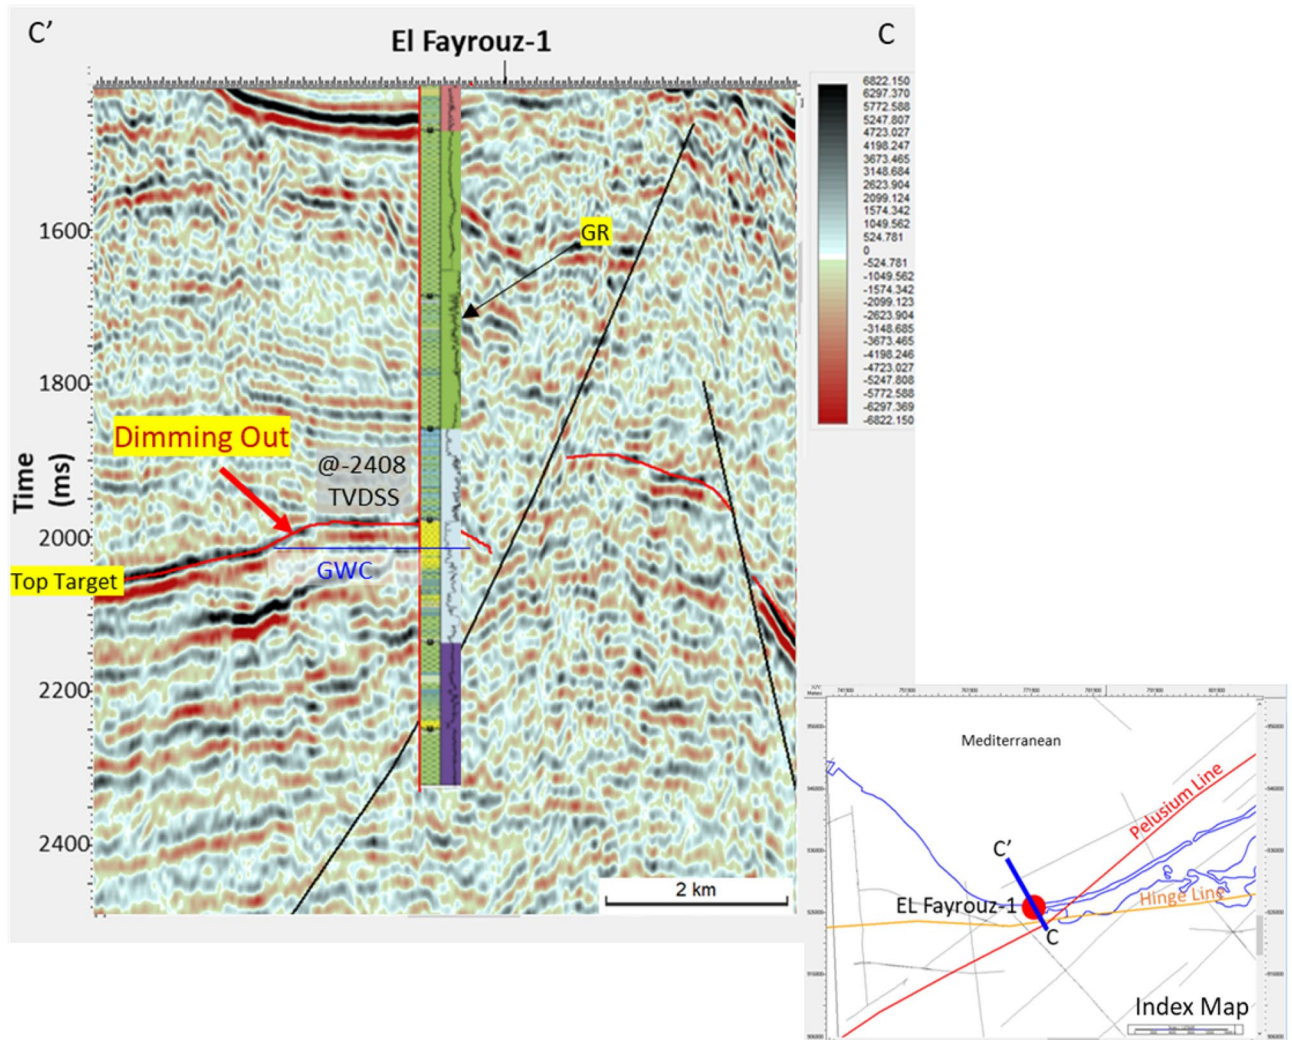 C’
El Fayrouz-1
C
6822.150
6297.370
5772.588
5247.807
4723.027
4198.247
3673.465
3148.684
2623.904
2099.124
1574.342
1049.562
524.781
0
-524.781
-1049.562
-1574.342
-2099.123
-2623.904
-3148.685
-3673.465
-4198.246
-4723.027
-5247.808
-5772.588
-6297.369
-6822.150
1600
GR
1800
Dimming Out
@-2408
TVDSS
Time
(ms)
2000
GWC
Top Target
2200
2400
2 km
Mediterranean
Pelusium Line
C’
EL Fayrouz-1
Hinge Line
C
Index Map